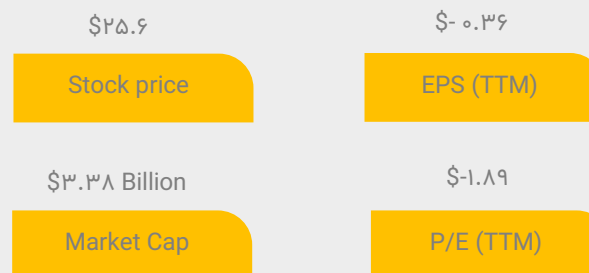 $۲۵.۶
$- ۰.۳۶
Stock price
EPS (TTM)
$۳.۳۸ Billion
$-۱.۸۹
Market Cap
P/E (TTM)